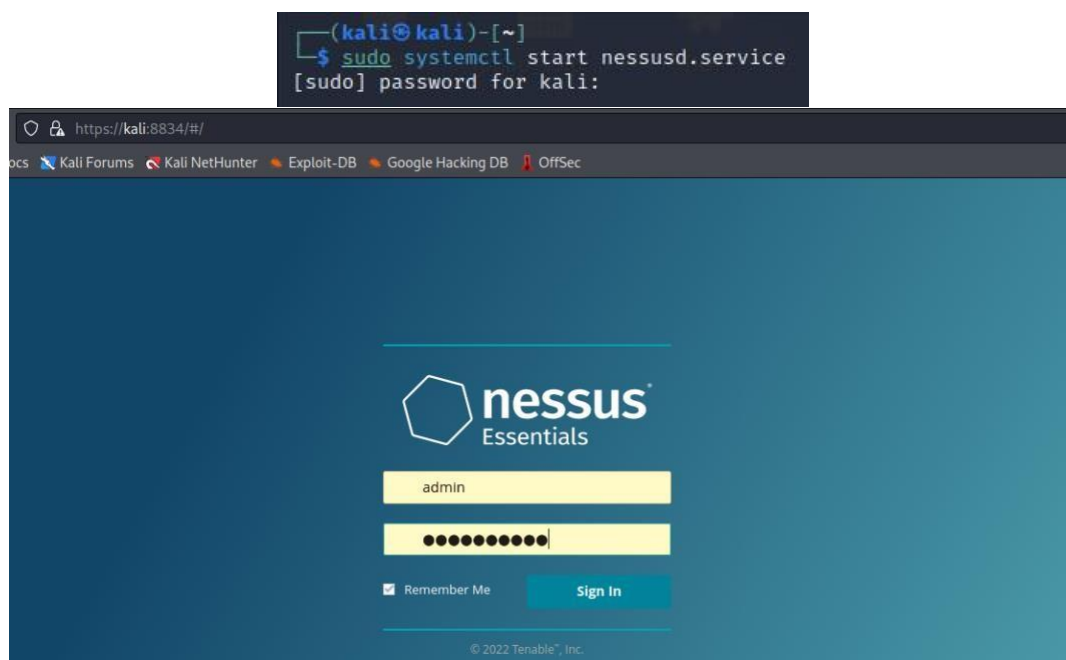 ┌──(kali㉿kali)-[~]
└─$ sudo systemctl start nessusd.service
[sudo] password for kali:
https://kali:8834/#/
ocs Kali Forums Kali NetHunter Exploit-DB Google Hacking DB OffSec
nessus®
Essentials
admin
●●●●●●●●●●
Remember Me Sign In
© 2022 Tenable™, Inc.